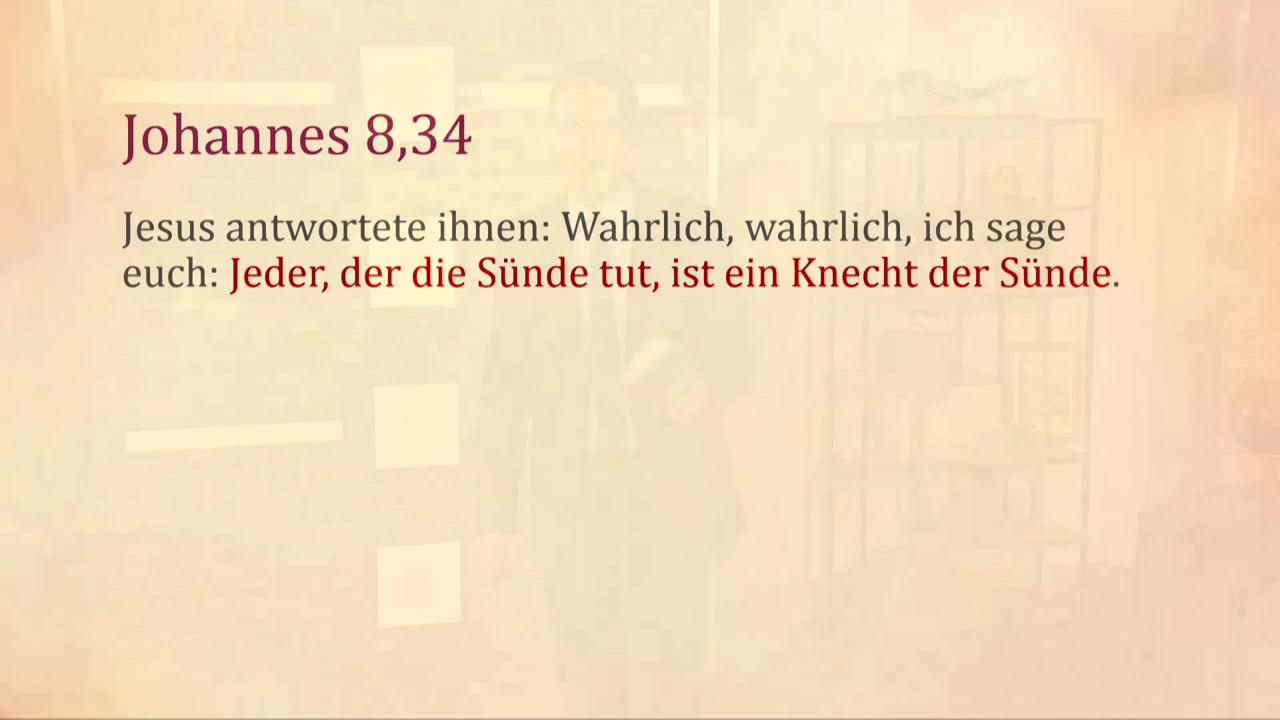 Johannes 8,34
Jesus antwortete ihnen: Wahrlich, wahrlich, ich sage
euch: Jeder, der die Sünde tut, ist ein Knecht der Sünde.